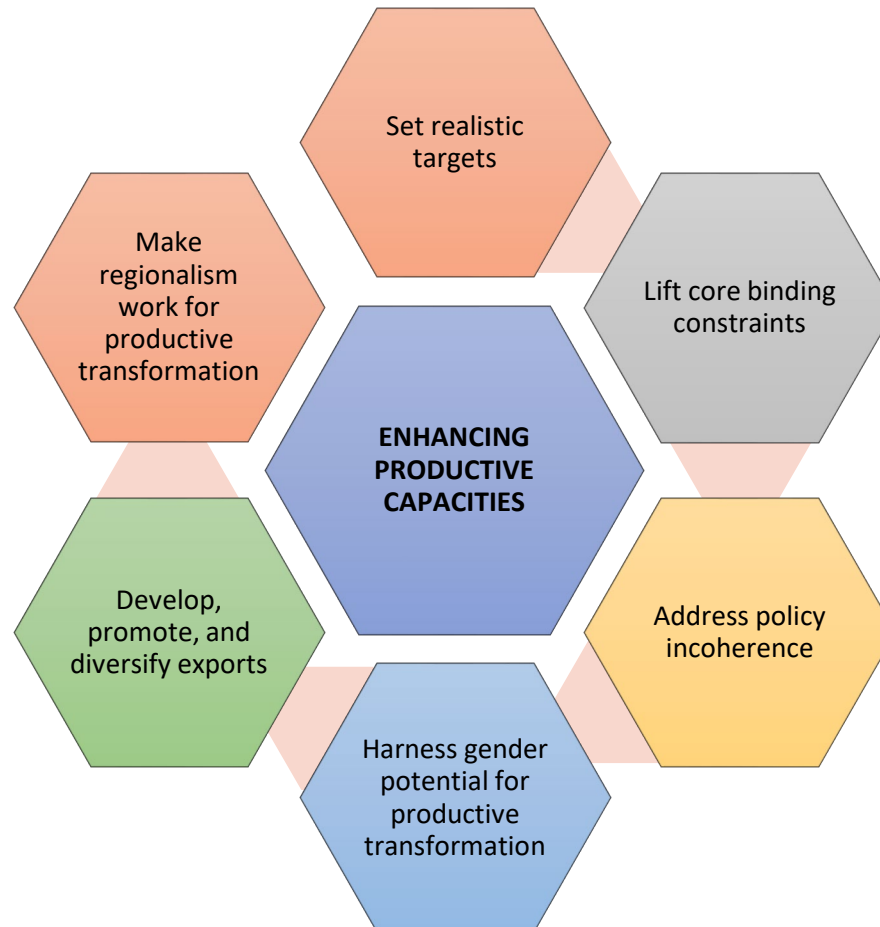 Set realistic
targets
Lift core binding
constraints
Address policy
incoherence
Harness gender
potential for
productive
transformation
Develop,
promote, and
diversify exports
Make
regionalism
work for
productive
transformation
ENHANCING
PRODUCTIVE
CAPACITIES